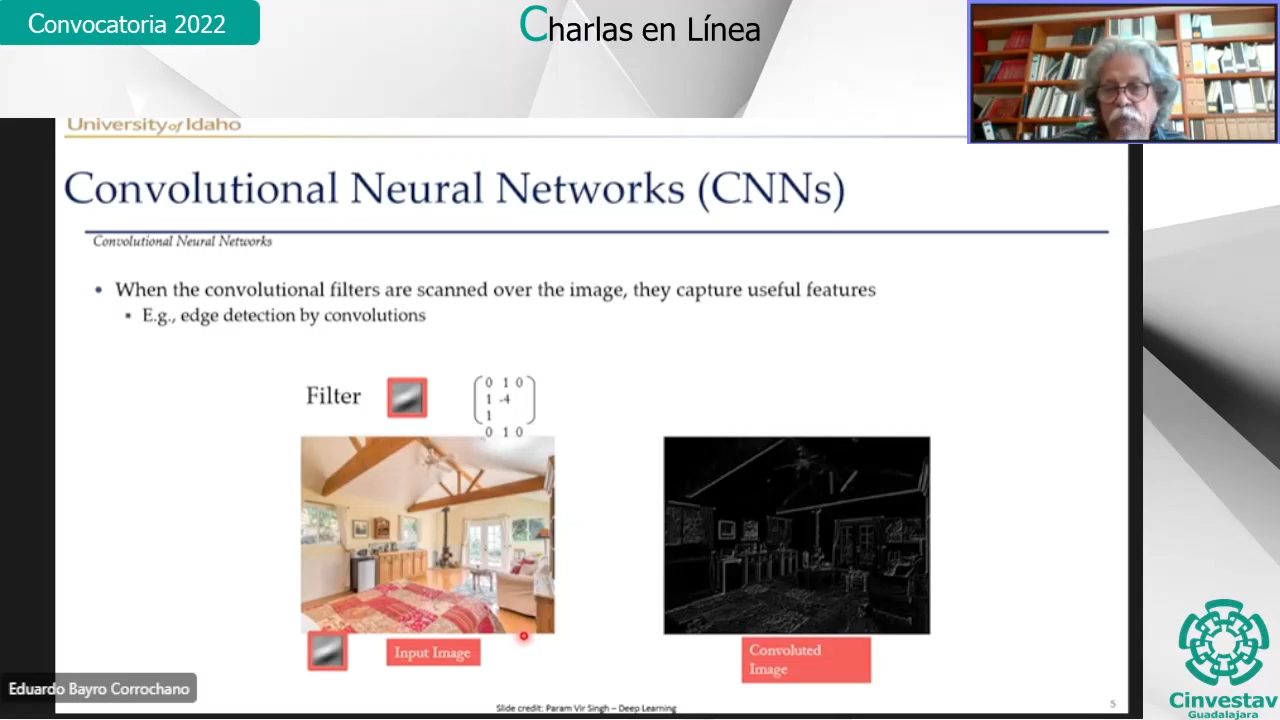 Convocatoria 2022
Charlas en Línea
University of Idaho
Convolutional Neural Networks (CNNs)
Convolutional Neural Networks
• When the convolutional filters are scanned over the image, they capture useful features
▪ E.g., edge detection by convolutions
Filter
0 1 0
1 -4
1
0 1 0
Input Image
Convoluted
Image
Eduardo Bayro Corrochano
Slide credit: Param Vir Singh – Deep Learning
5
Cinvestav
Guadalajara